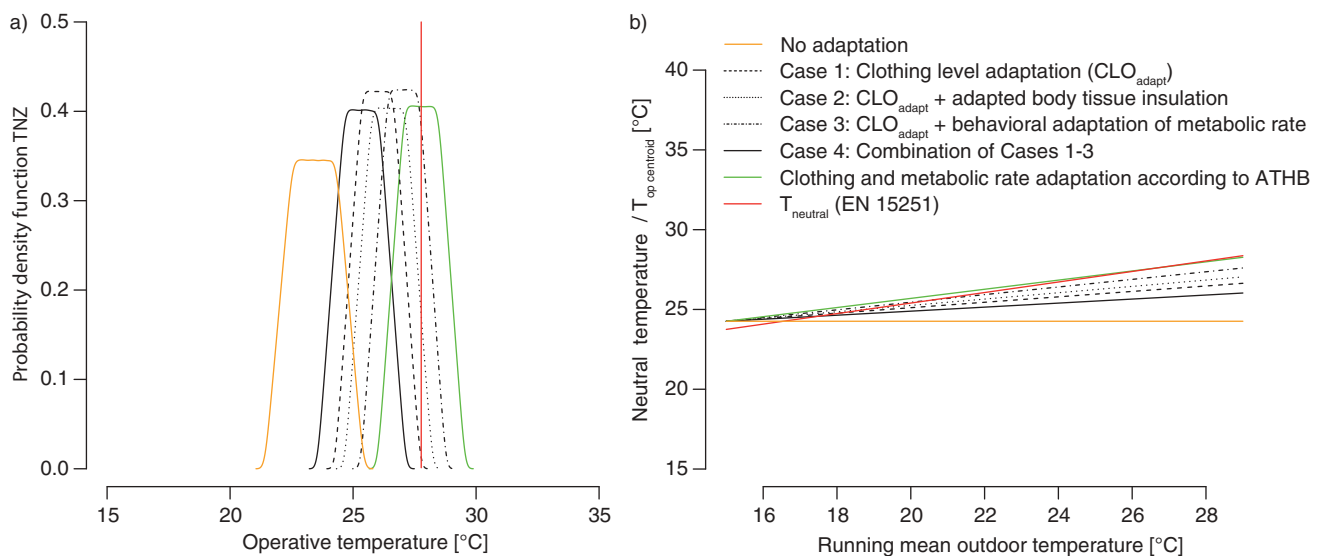 a)
0.5
0.4
0.3
0.2
0.1
0.0
Probability density function TNZ
15 20 25 30 35
Operative temperature [°C]
b)
No adaptation
Case 1: Clothing level adaptation (CLOadapt)
Case 2: CLOadapt + adapted body tissue insulation
Case 3: CLOadapt + behavioral adaptation of metabolic rate
Case 4: Combination of Cases 1-3
Clothing and metabolic rate adaptation according to ATHB
Tneutral (EN 15251)
40
35
30
25
20
15
Neutral temperature / Top centroid [°C]
16 18 20 22 24 26 28
Running mean outdoor temperature [°C]